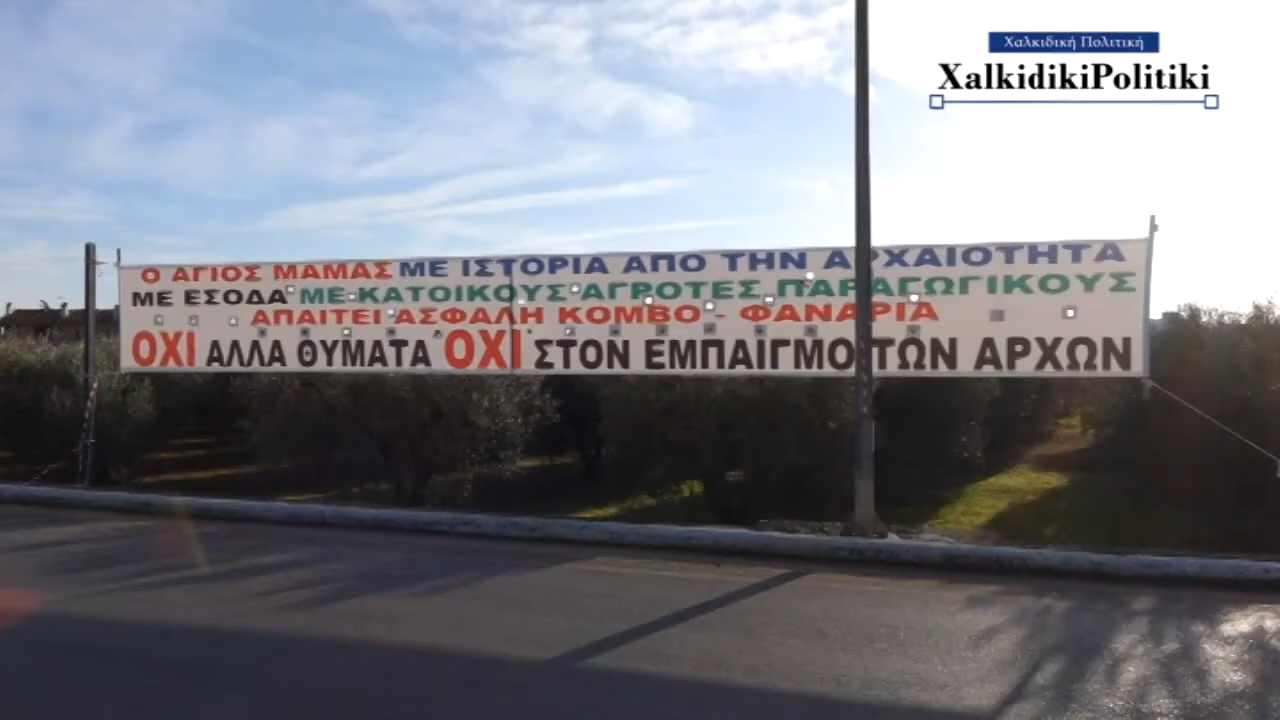 Χαλκιδική Πολιτική
XalkidikiPolitiki
Ο ΑΓΙΟΣ ΜΑΜΑΣ ΜΕ ΙΣΤΟΡΙΑ ΑΠΟ ΤΗΝ ΑΡΧΑΙΟΤΗΤΑ
ΜΕ ΕΣΟΔΑ ΜΕ ΚΑΤΟΙΚΟΥΣ ΑΓΡΟΤΕΣ ΠΑΡΑΓΩΓΙΚΟΥΣ
ΑΠΑΙΤΕΙ ΑΣΦΑΛΗ ΚΟΜΒΟ - ΦΑΝΑΡΙΑ
ΟΧΙ ΑΛΛΑ ΘΥΜΑΤΑ ΟΧΙ ΣΤΟΝ ΕΜΠΑΙΓΜΟ ΤΩΝ ΑΡΧΩΝ